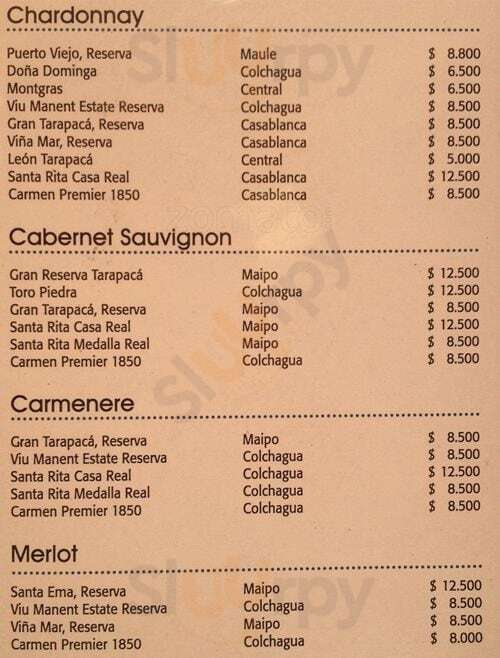 Chardonnay
Puerto Viejo, Reserva Maule $ 8.800
Doña Dominga Colchagua $ 6.500
Montgras Central $ 6.500
Viu Manent Estate Reserva Colchagua $ 8.500
Gran Tarapacá, Reserva Casablanca $ 8.500
Viña Mar, Reserva Casablanca $ 8.500
León Tarapacá Central $ 5.000
Santa Rita Casa Real Casablanca $ 12.500
Carmen Premier 1850 Casablanca $ 8.500
Cabernet Sauvignon
Gran Reserva Tarapacá Maipo $ 12.500
Toro Piedra Colchagua $ 12.500
Gran Tarapacá, Reserva Maipo $ 8.500
Santa Rita Casa Real Maipo $ 12.500
Santa Rita Medalla Real Maipo $ 8.500
Carmen Premier 1850 Colchagua $ 8.500
Carmenere
Gran Tarapacá, Reserva Maipo $ 8.500
Viu Manent Estate Reserva Colchagua $ 8.500
Santa Rita Casa Real Colchagua $ 12.500
Santa Rita Medalla Real Colchagua $ 8.500
Carmen Premier 1850 Colchagua $ 8.500
Merlot
Santa Ema, Reserva Maipo $ 12.500
Viu Manent Estate Reserva Colchagua $ 8.500
Viña Mar, Reserva Maipo $ 8.500
Carmen Premier 1850 Colchagua $ 8.000
Slurrpy
Slurrpy
Slurrpy